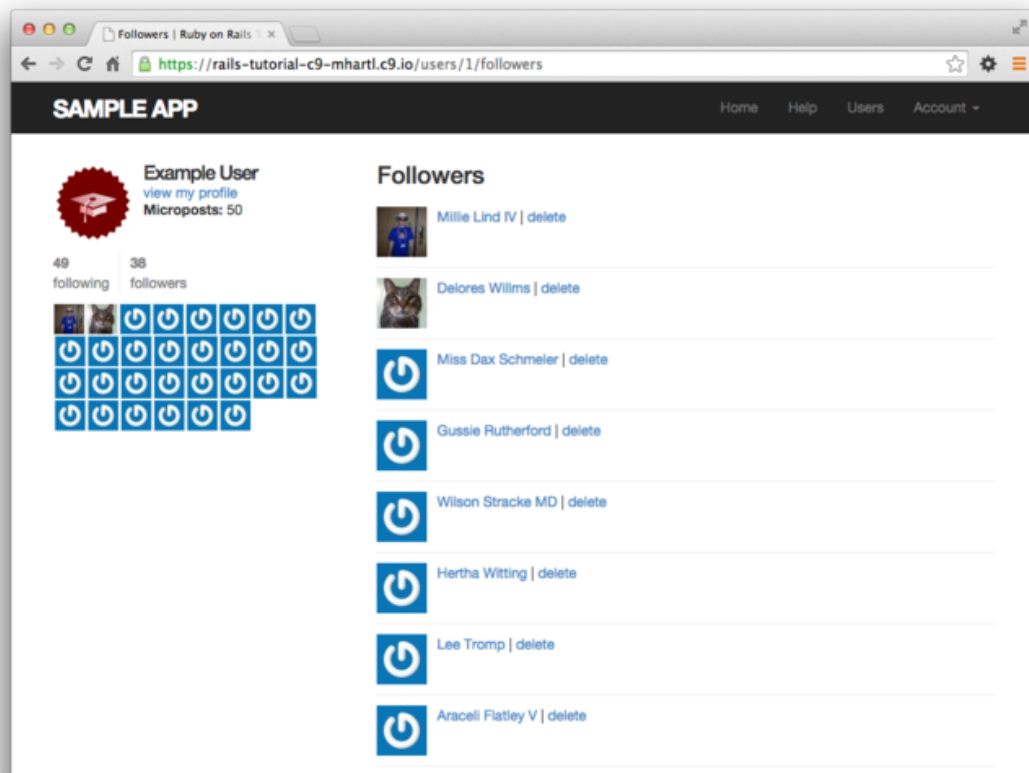 Followers | Ruby on Rails T
https://rails-tutorial-c9-mhartl.c9.io/users/1/followers
SAMPLE APP
Home Help Users Account
Example User
view my profile
Microposts: 50
49 following
38 followers
Followers
Millie Lind IV | delete
Delores Willms | delete
Miss Dax Schmeler | delete
Gussie Rutherford | delete
Wilson Stracke MD | delete
Hertha Witting | delete
Lee Tromp | delete
Araceli Flatley V | delete